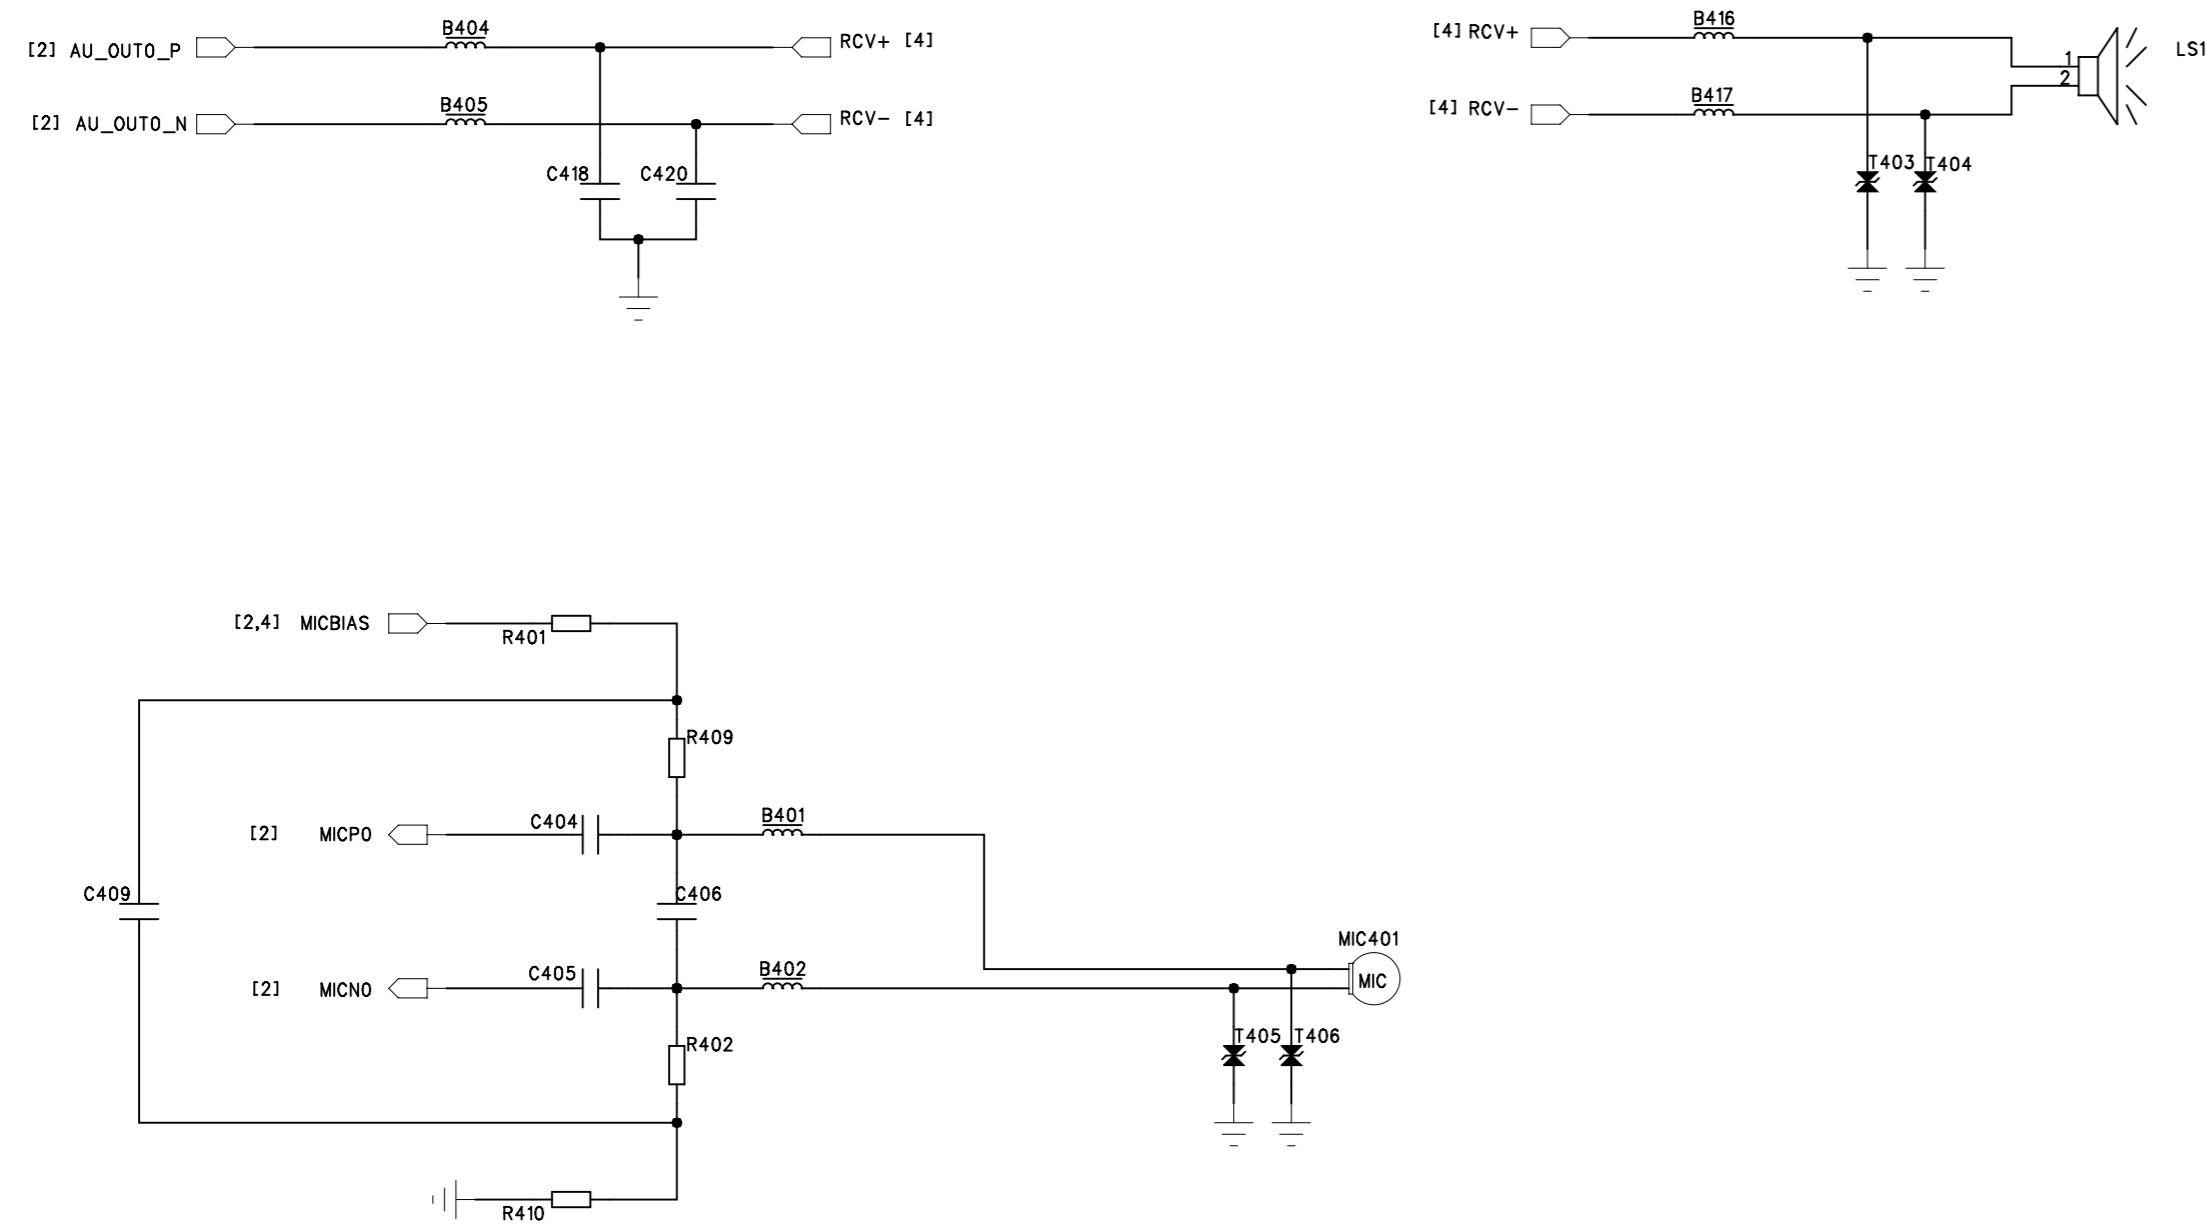 B404
[2] AU_OUT0_P
RCV+ [4]
B405
[2] AU_OUT0_N
RCV- [4]
C418
C420
B416
[4] RCV+
LS1
1
2
B417
[4] RCV-
T403
T404
[2,4] MICBIAS
R401
R409
C404
B401
[2] MICP0
C409
C406
MIC401
C405
B402
[2] MICN0
MIC
T405
T406
R402
R410